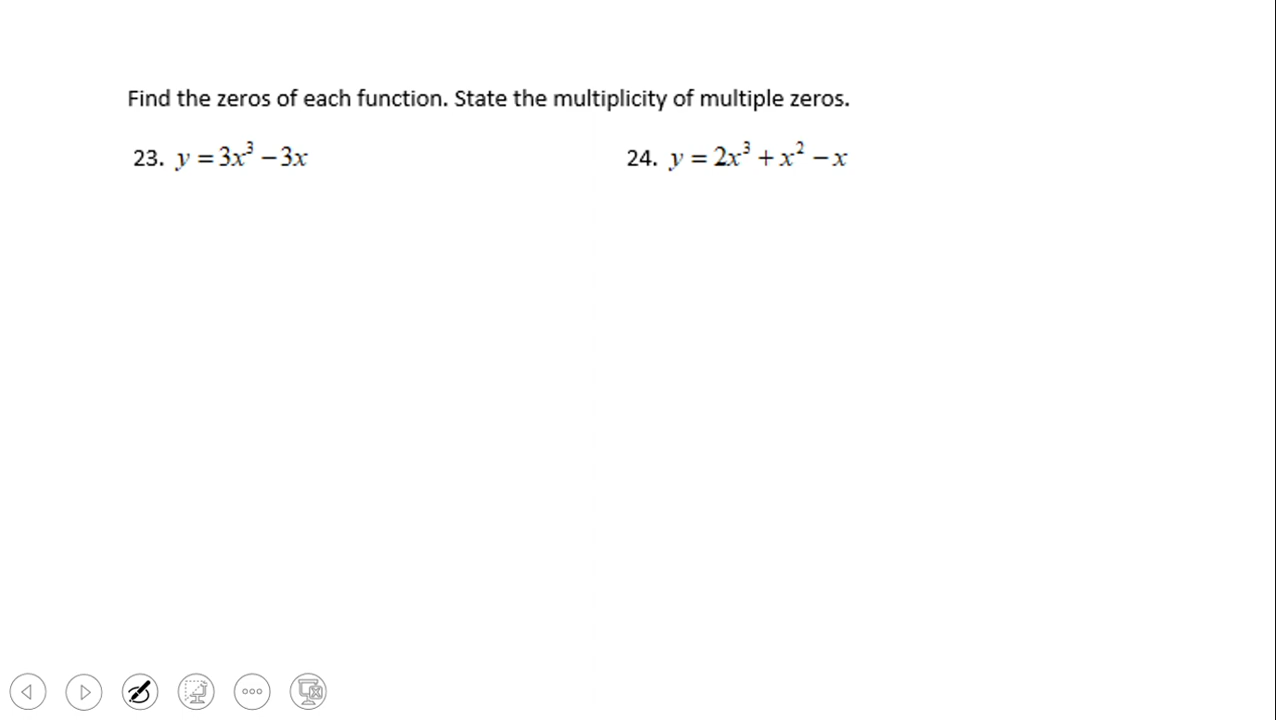 Find the zeros of each function. State the multiplicity of multiple zeros.
23. y = 3x³ − 3x
24. y = 2x³ + x² − x